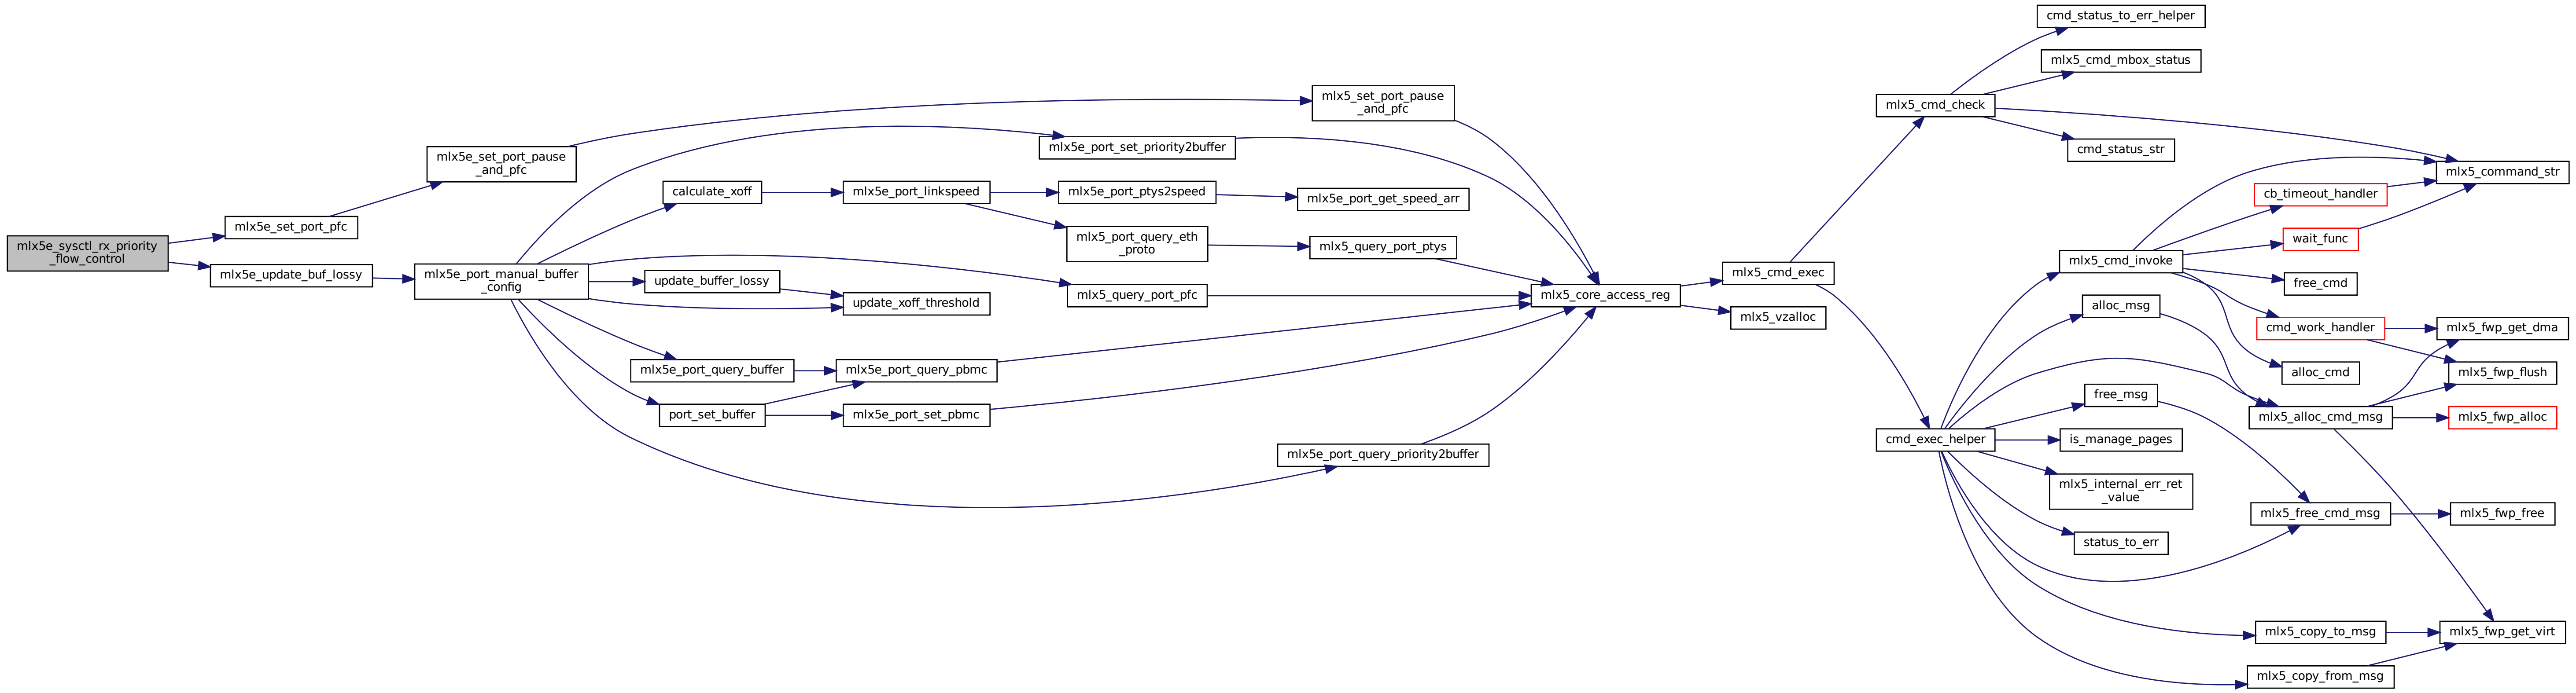 mlx5e_sysctl_rx_priority
_flow_control
mlx5e_set_port_pfc
mlx5e_update_buf_lossy
mlx5e_set_port_pause
_and_pfc
mlx5e_port_manual_buffer
_config
calculate_xoff
update_buffer_lossy
mlx5e_port_query_buffer
port_set_buffer
mlx5e_port_linkspeed
update_xoff_threshold
mlx5e_port_query_pbmc
mlx5e_port_set_pbmc
mlx5e_port_set_priority2buffer
mlx5e_port_ptys2speed
mlx5_port_query_eth
_proto
mlx5_query_port_pfc
mlx5_set_port_pause
_and_pfc
mlx5e_port_get_speed_arr
mlx5_query_port_ptys
mlx5e_port_query_priority2buffer
mlx5_core_access_reg
mlx5_cmd_exec
mlx5_vzalloc
mlx5_cmd_check
cmd_exec_helper
cmd_status_to_err_helper
mlx5_cmd_mbox_status
cmd_status_str
mlx5_cmd_invoke
alloc_msg
free_msg
is_manage_pages
mlx5_internal_err_ret
_value
status_to_err
cb_timeout_handler
wait_func
free_cmd
cmd_work_handler
alloc_cmd
mlx5_alloc_cmd_msg
mlx5_free_cmd_msg
mlx5_copy_to_msg
mlx5_copy_from_msg
mlx5_command_str
mlx5_fwp_get_dma
mlx5_fwp_flush
mlx5_fwp_alloc
mlx5_fwp_free
mlx5_fwp_get_virt